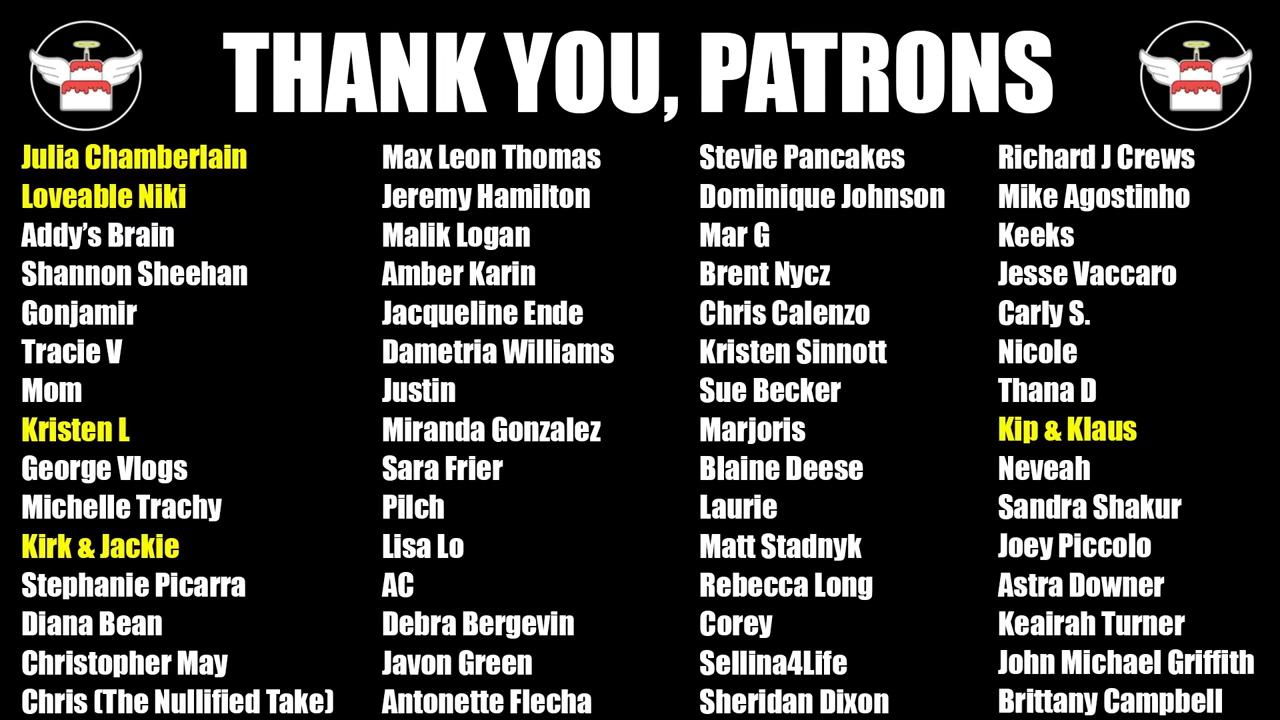 THANK YOU, PATRONS
Julia Chamberlain
Loveable Niki
Addy's Brain
Shannon Sheehan
Gonjamir
Tracie V
Mom
Kristen L
George Vlogs
Michelle Trachy
Kirk & Jackie
Stephanie Picarra
Diana Bean
Christopher May
Chris (The Nullified Take)
Max Leon Thomas
Jeremy Hamilton
Malik Logan
Amber Karin
Jacqueline Ende
Dametria Williams
Justin
Miranda Gonzalez
Sara Frier
Pilch
Lisa Lo
AC
Debra Bergevin
Javon Green
Antonette Flecha
Stevie Pancakes
Dominique Johnson
Mar G
Brent Nycz
Chris Calenzo
Kristen Sinnott
Sue Becker
Marjoris
Blaine Deese
Laurie
Matt Stadnyk
Rebecca Long
Corey
Sellina4Life
Sheridan Dixon
Richard J Crews
Mike Agostinho
Keeks
Jesse Vaccaro
Carly S.
Nicole
Thana D
Kip & Klaus
Neveah
Sandra Shakur
Joey Piccolo
Astra Downer
Keairah Turner
John Michael Griffith
Brittany Campbell